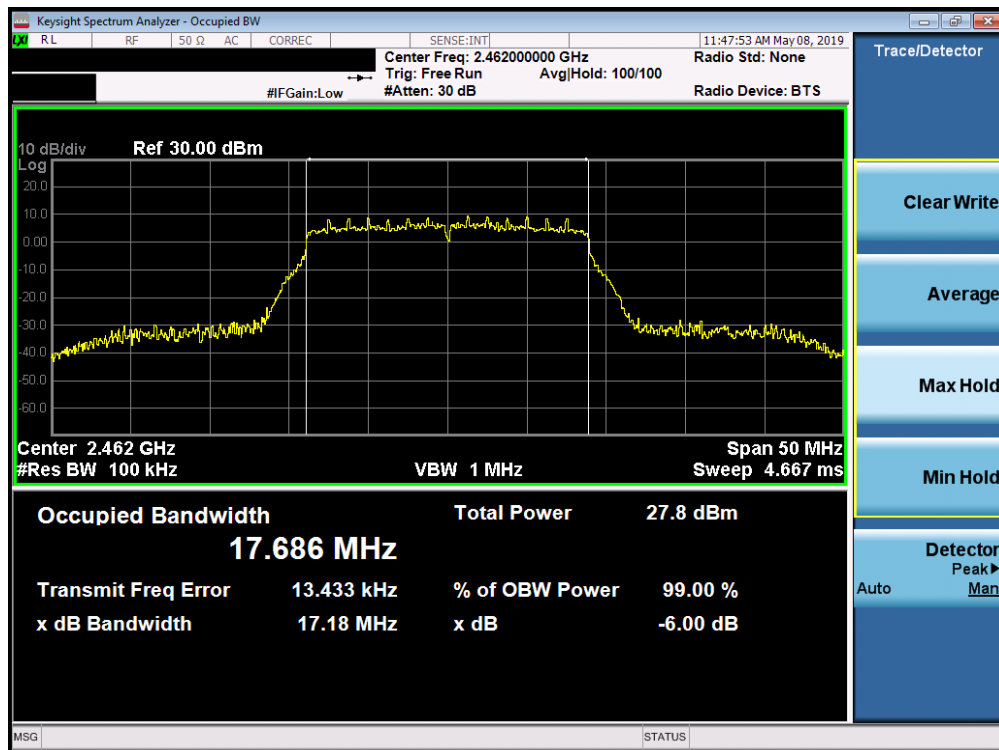 Keysight Spectrum Analyzer - Occupied BW
LXI RL RF 50 Ω AC CORREC SENSE:INT 11:47:53 AM May 08, 2019
Center Freq: 2.462000000 GHz Radio Std: None
Trig: Free Run Avg|Hold: 100/100
#IFGain:Low #Atten: 30 dB Radio Device: BTS
10 dB/div Ref 30.00 dBm
Log
20.0
10.0
0.00
-10.0
-20.0
-30.0
-40.0
-50.0
-60.0
Center 2.462 GHz Span 50 MHz
#Res BW 100 kHz VBW 1 MHz Sweep 4.667 ms
Occupied Bandwidth Total Power 27.8 dBm
17.686 MHz
Transmit Freq Error 13.433 kHz % of OBW Power 99.00 %
x dB Bandwidth 17.18 MHz x dB -6.00 dB
MSG STATUS
Trace/Detector
Clear Write
Average
Max Hold
Min Hold
Detector
Peak
Auto Man